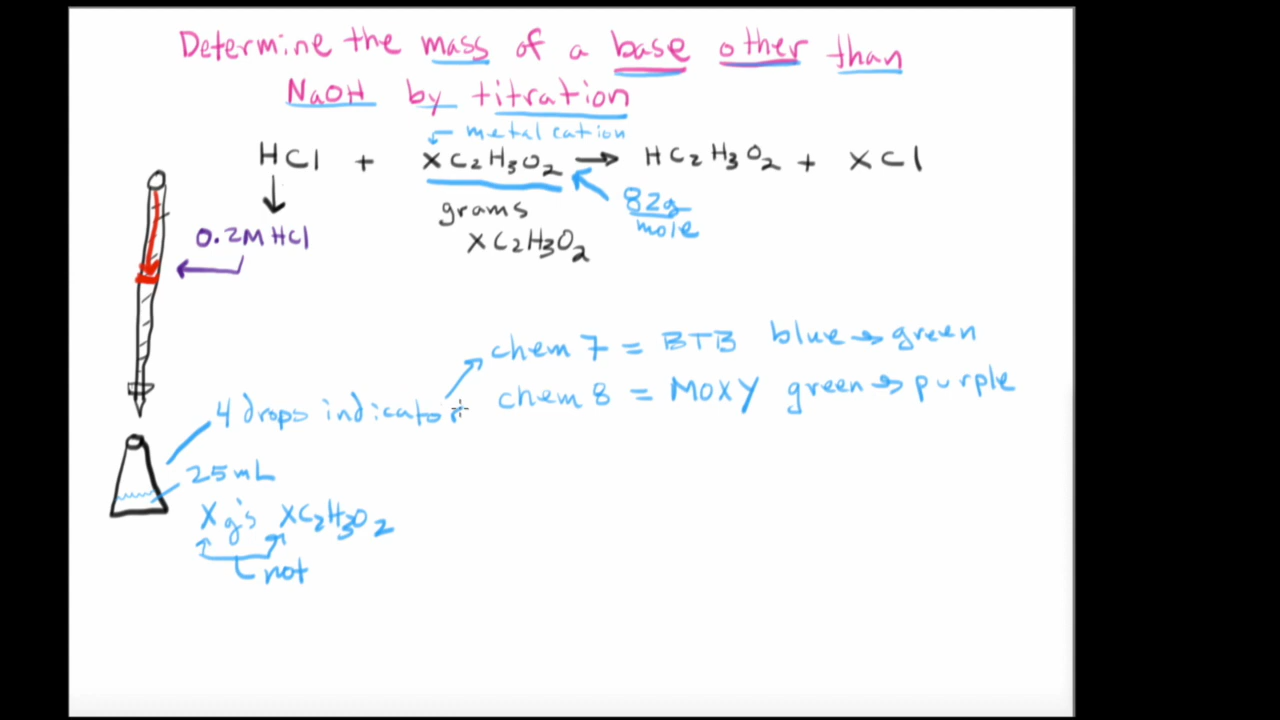 Determine the mass of a base other than
NaOH by titration
metal cation
HCl + XC2H3O2 → HC2H3O2 + XCl
82g
mole
grams
XC2H3O2
0.2M HCl
chem 7 = BTB blue → green
chem 8 = MOXY green → purple
4 drops indicator
25mL
X g's XC2H3O2
not